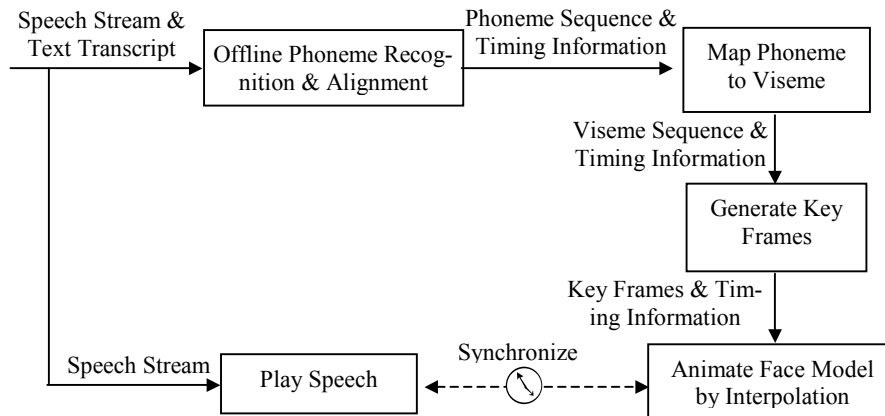 Speech Stream &
Text Transcript
Offline Phoneme Recog-
nition & Alignment
Phoneme Sequence &
Timing Information
Map Phoneme
to Viseme
Viseme Sequence &
Timing Information
Generate Key
Frames
Key Frames & Tim-
ing Information
Speech Stream
Play Speech
Synchronize
Animate Face Model
by Interpolation